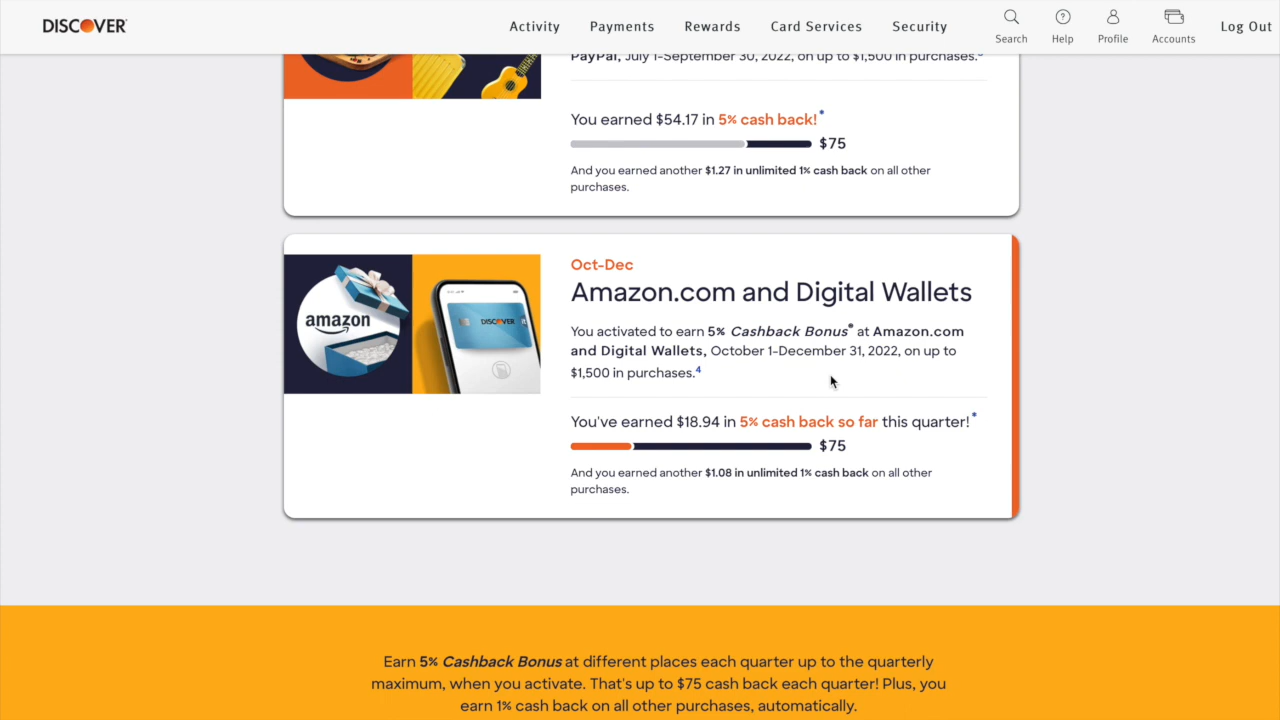 DISCOVER
Activity Payments Rewards Card Services Security Search Help Profile Accounts Log Out
PayPal, July 1-September 30, 2022, on up to $1,500 in purchases.
You earned $54.17 in 5% cash back!*
$75
And you earned another $1.27 in unlimited 1% cash back on all other
purchases.
Oct-Dec
Amazon.com and Digital Wallets
You activated to earn 5% Cashback Bonus® at Amazon.com
and Digital Wallets, October 1-December 31, 2022, on up to
$1,500 in purchases.4
You've earned $18.94 in 5% cash back so far this quarter!*
$75
And you earned another $1.08 in unlimited 1% cash back on all other
purchases.
amazon
DISCOVER
Earn 5% Cashback Bonus at different places each quarter up to the quarterly
maximum, when you activate. That's up to $75 cash back each quarter! Plus, you
earn 1% cash back on all other purchases, automatically.